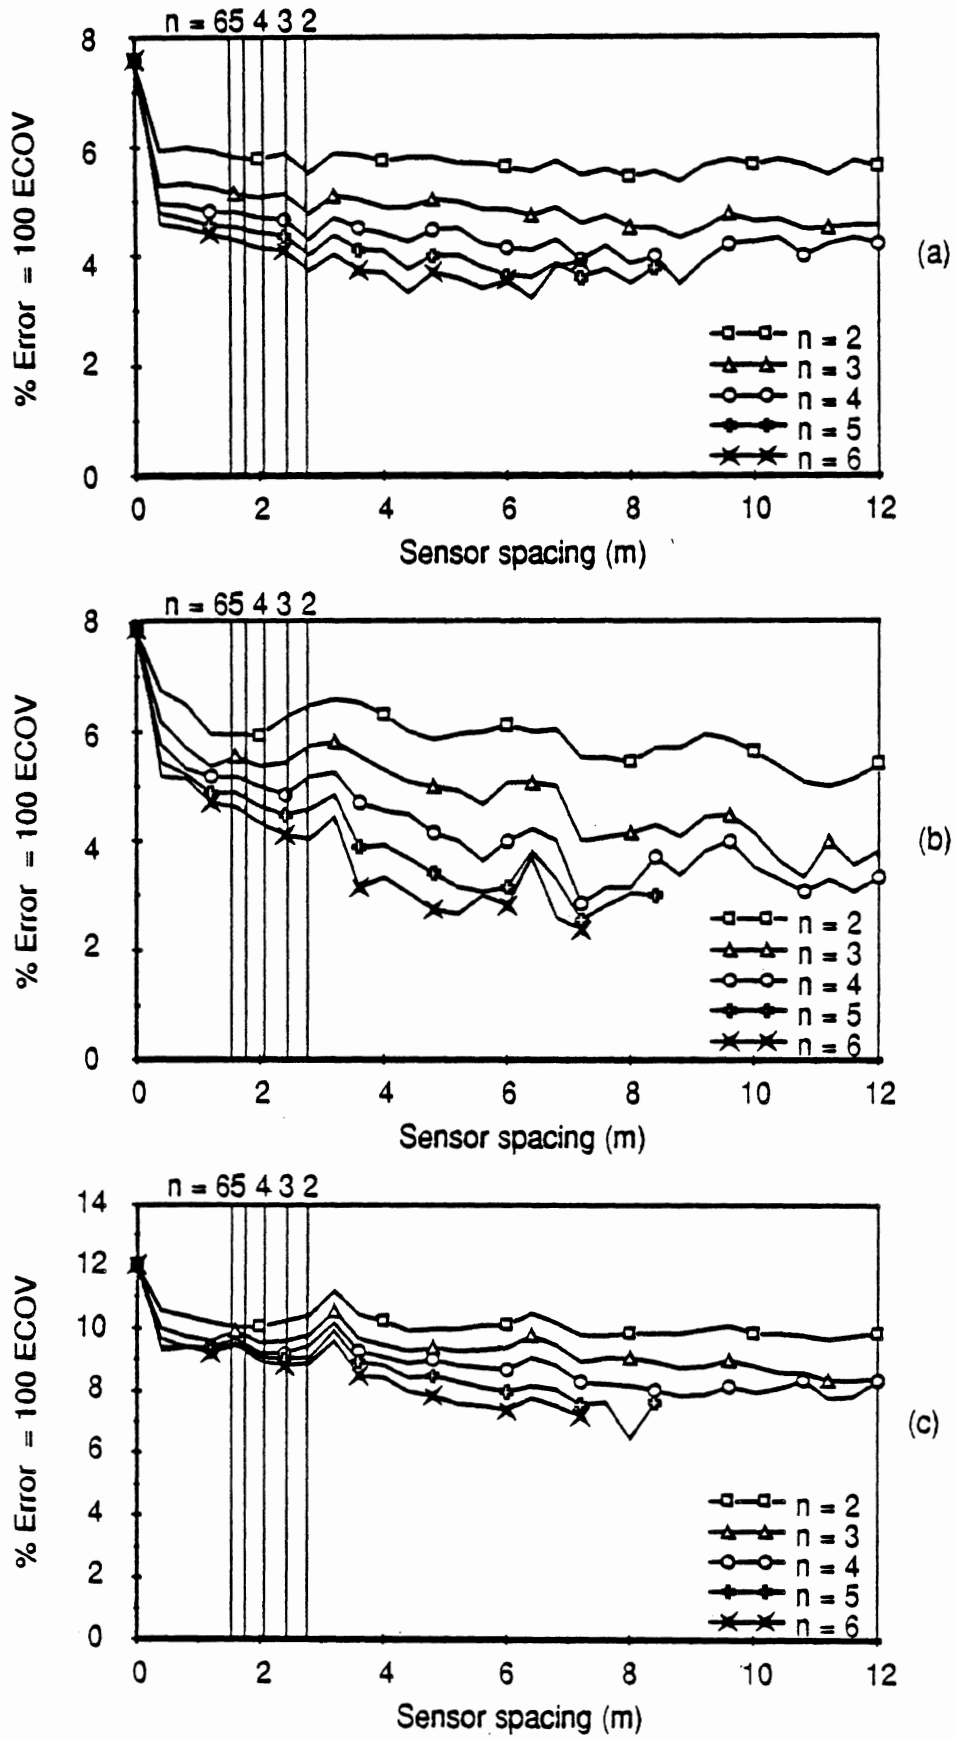 n = 65 4 3 2
8
6
4
2
0
% Error = 100 ECOV
(a)
n = 2
n = 3
n = 4
n = 5
n = 6
0 2 4 6 8 10 12
Sensor spacing (m)
n = 65 4 3 2
8
6
4
2
0
% Error = 100 ECOV
(b)
n = 2
n = 3
n = 4
n = 5
n = 6
0 2 4 6 8 10 12
Sensor spacing (m)
n = 65 4 3 2
14
12
10
8
6
4
2
0
% Error = 100 ECOV
(c)
n = 2
n = 3
n = 4
n = 5
n = 6
0 2 4 6 8 10 12
Sensor spacing (m)